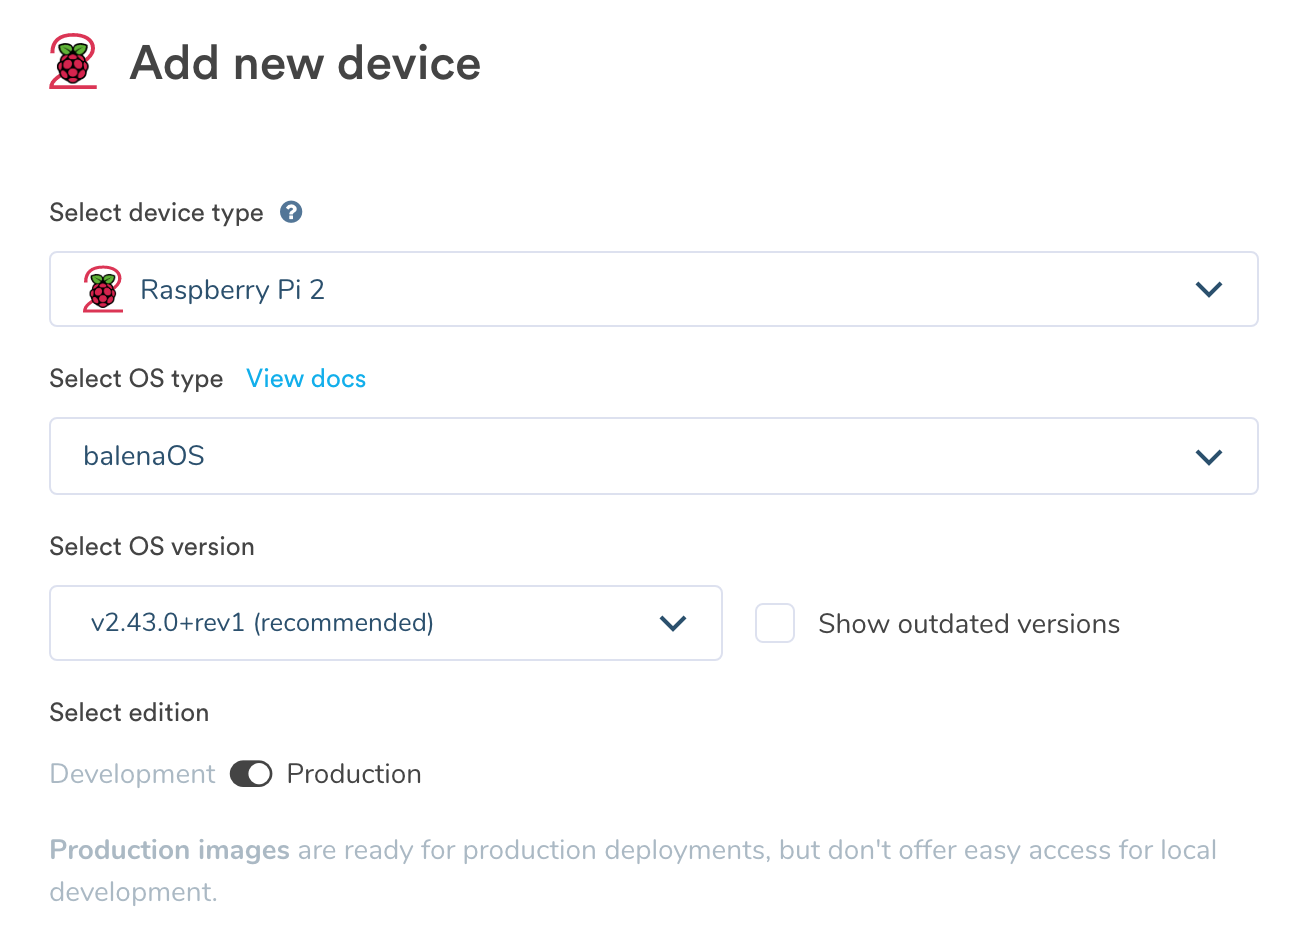 Add new device
Select device type ?
Raspberry Pi 2
Select OS type View docs
balenaOS
Select OS version
v2.43.0+rev1 (recommended)
Show outdated versions
Select edition
Development Production
Production images are ready for production deployments, but don't offer easy access for local
development.